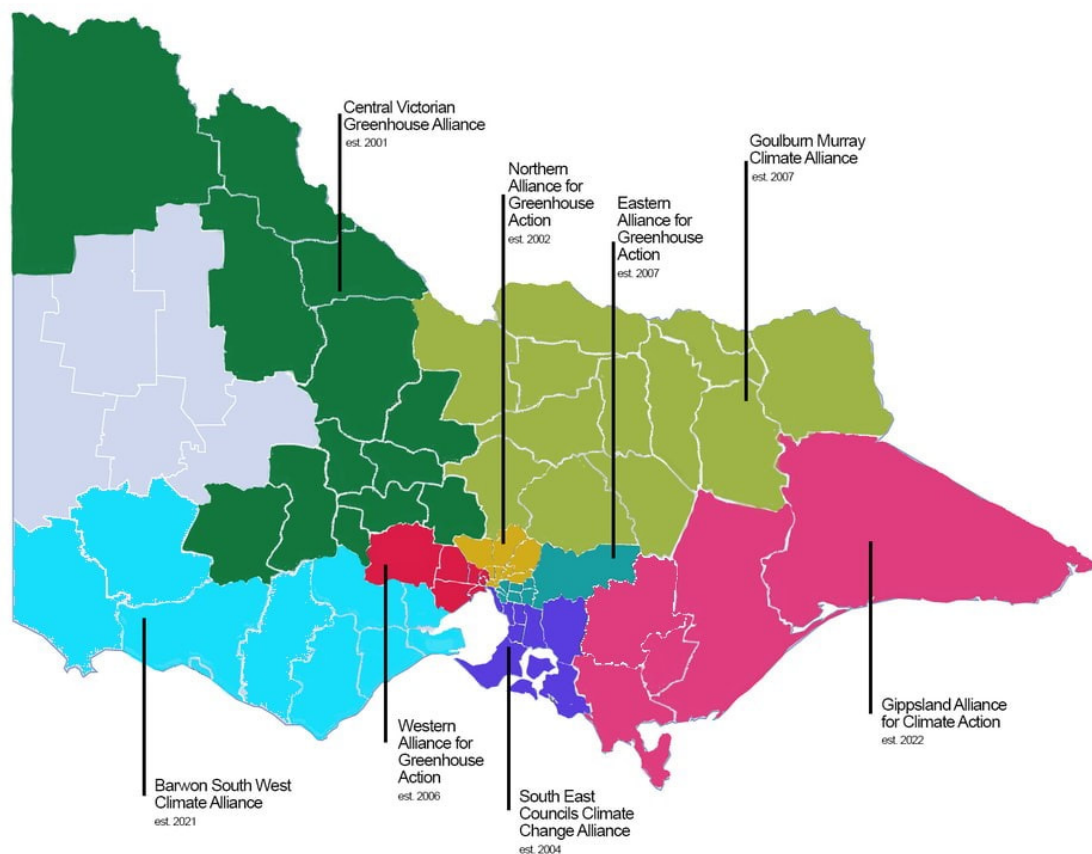 Central Victorian
Greenhouse Alliance
est. 2001
Northern
Alliance for
Greenhouse
Action
est. 2002
Eastern
Alliance for
Greenhouse
Action
est. 2007
Goulburn Murray
Climate Alliance
est. 2007
Barwon South West
Climate Alliance
est. 2021
Western
Alliance for
Greenhouse
Action
est. 2006
South East
Councils Climate
Change Alliance
est. 2004
Gippsland Alliance
for Climate Action
est. 2022